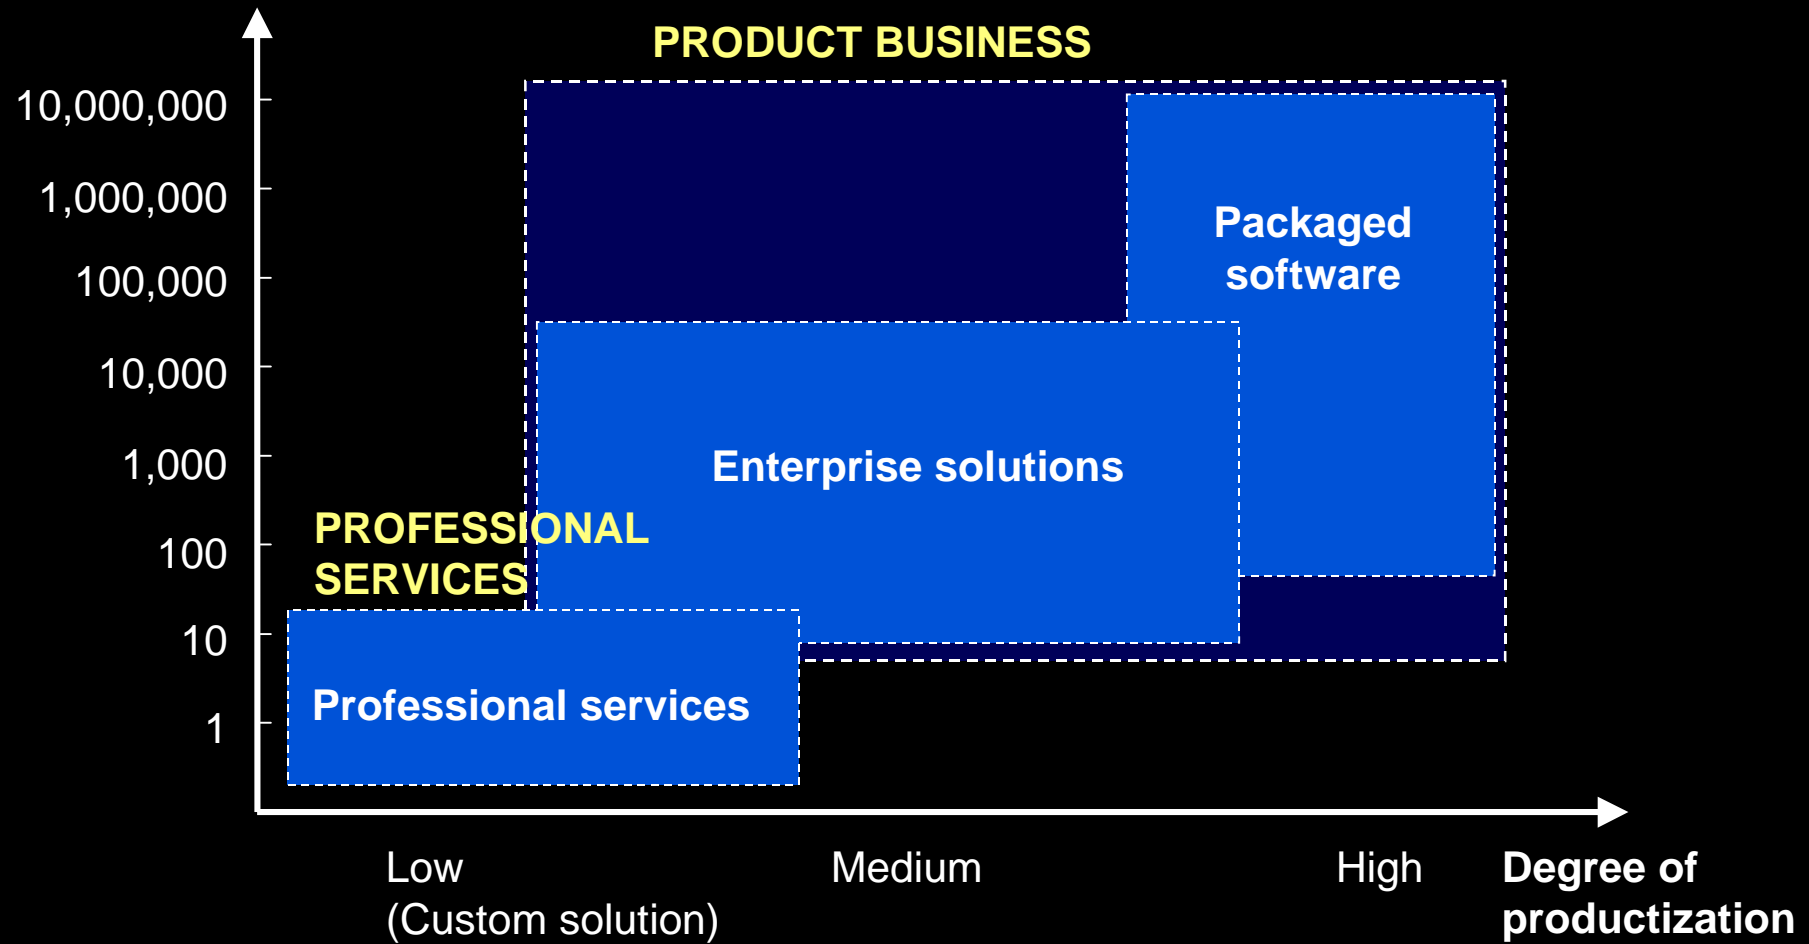 PRODUCT BUSINESS
10,000,000
1,000,000
100,000
10,000
1,000
100
10
1
Packaged
software
Enterprise solutions
PROFESSIONAL
SERVICES
Professional services
Low
(Custom solution)
Medium
High
Degree of
productization